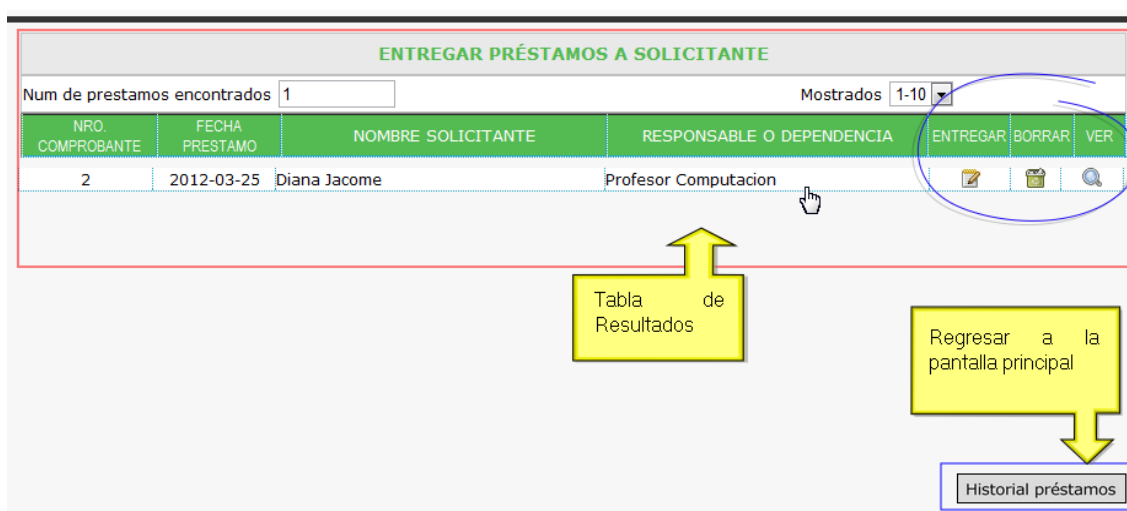 ENTREGAR PRÉSTAMOS A SOLICITANTE
Num de prestamos encontrados 1 Mostrados 1-10
NRO. COMPROBANTE FECHA PRESTAMO NOMBRE SOLICITANTE RESPONSABLE O DEPENDENCIA ENTREGAR BORRAR VER
2 2012-03-25 Diana Jacome Profesor Computacion
Tabla de
Resultados
Regresar a la
pantalla principal
Historial préstamos